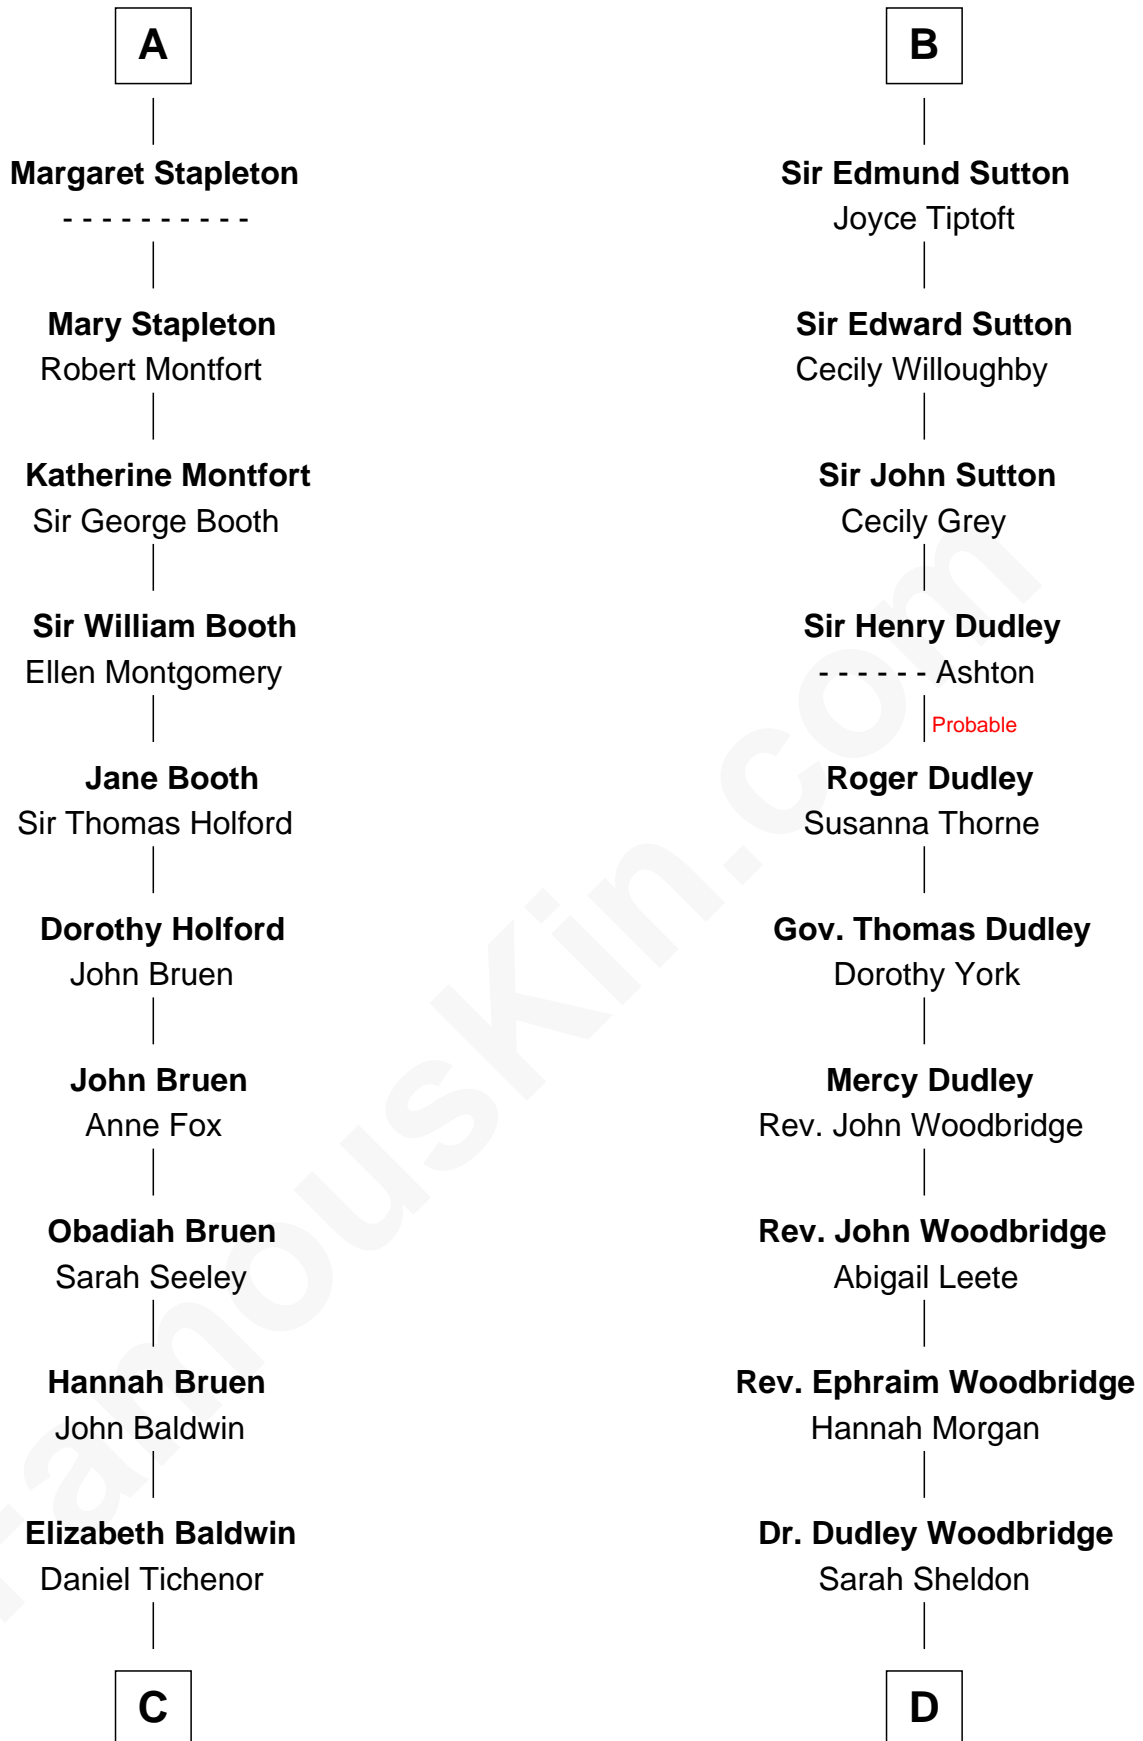 A
Margaret Stapleton
- - - - - - - - - -
Mary Stapleton
Robert Montfort
Katherine Montfort
Sir George Booth
Sir William Booth
Ellen Montgomery
Jane Booth
Sir Thomas Holford
Dorothy Holford
John Bruen
John Bruen
Anne Fox
Obadiah Bruen
Sarah Seeley
Hannah Bruen
John Baldwin
Elizabeth Baldwin
Daniel Tichenor
C
B
Sir Edmund Sutton
Joyce Tiptoft
Sir Edward Sutton
Cecily Willoughby
Sir John Sutton
Cecily Grey
Sir Henry Dudley
- - - - - - Ashton
Probable
Roger Dudley
Susanna Thorne
Gov. Thomas Dudley
Dorothy York
Mercy Dudley
Rev. John Woodbridge
Rev. John Woodbridge
Abigail Leete
Rev. Ephraim Woodbridge
Hannah Morgan
Dr. Dudley Woodbridge
Sarah Sheldon
D
FamousKin.com